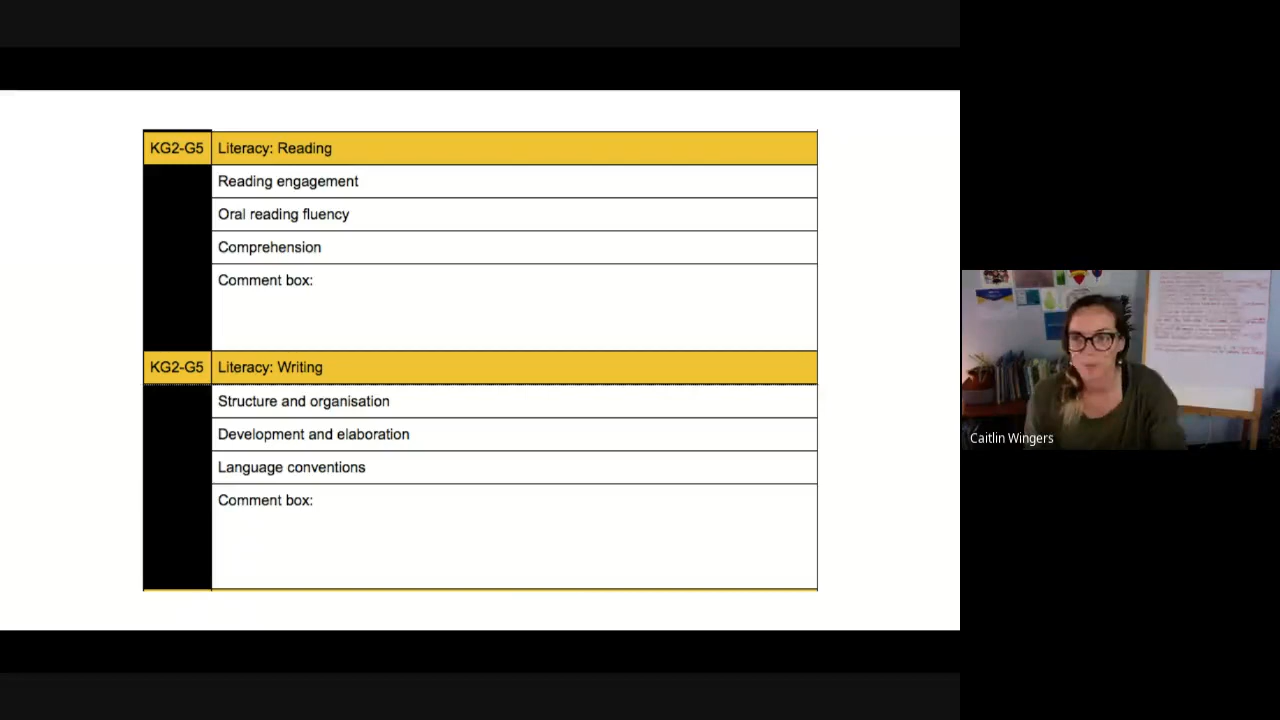 KG2-G5 Literacy: Reading
Reading engagement
Oral reading fluency
Comprehension
Comment box:
KG2-G5 Literacy: Writing
Structure and organisation
Development and elaboration
Language conventions
Comment box:
Caitlin Wingers